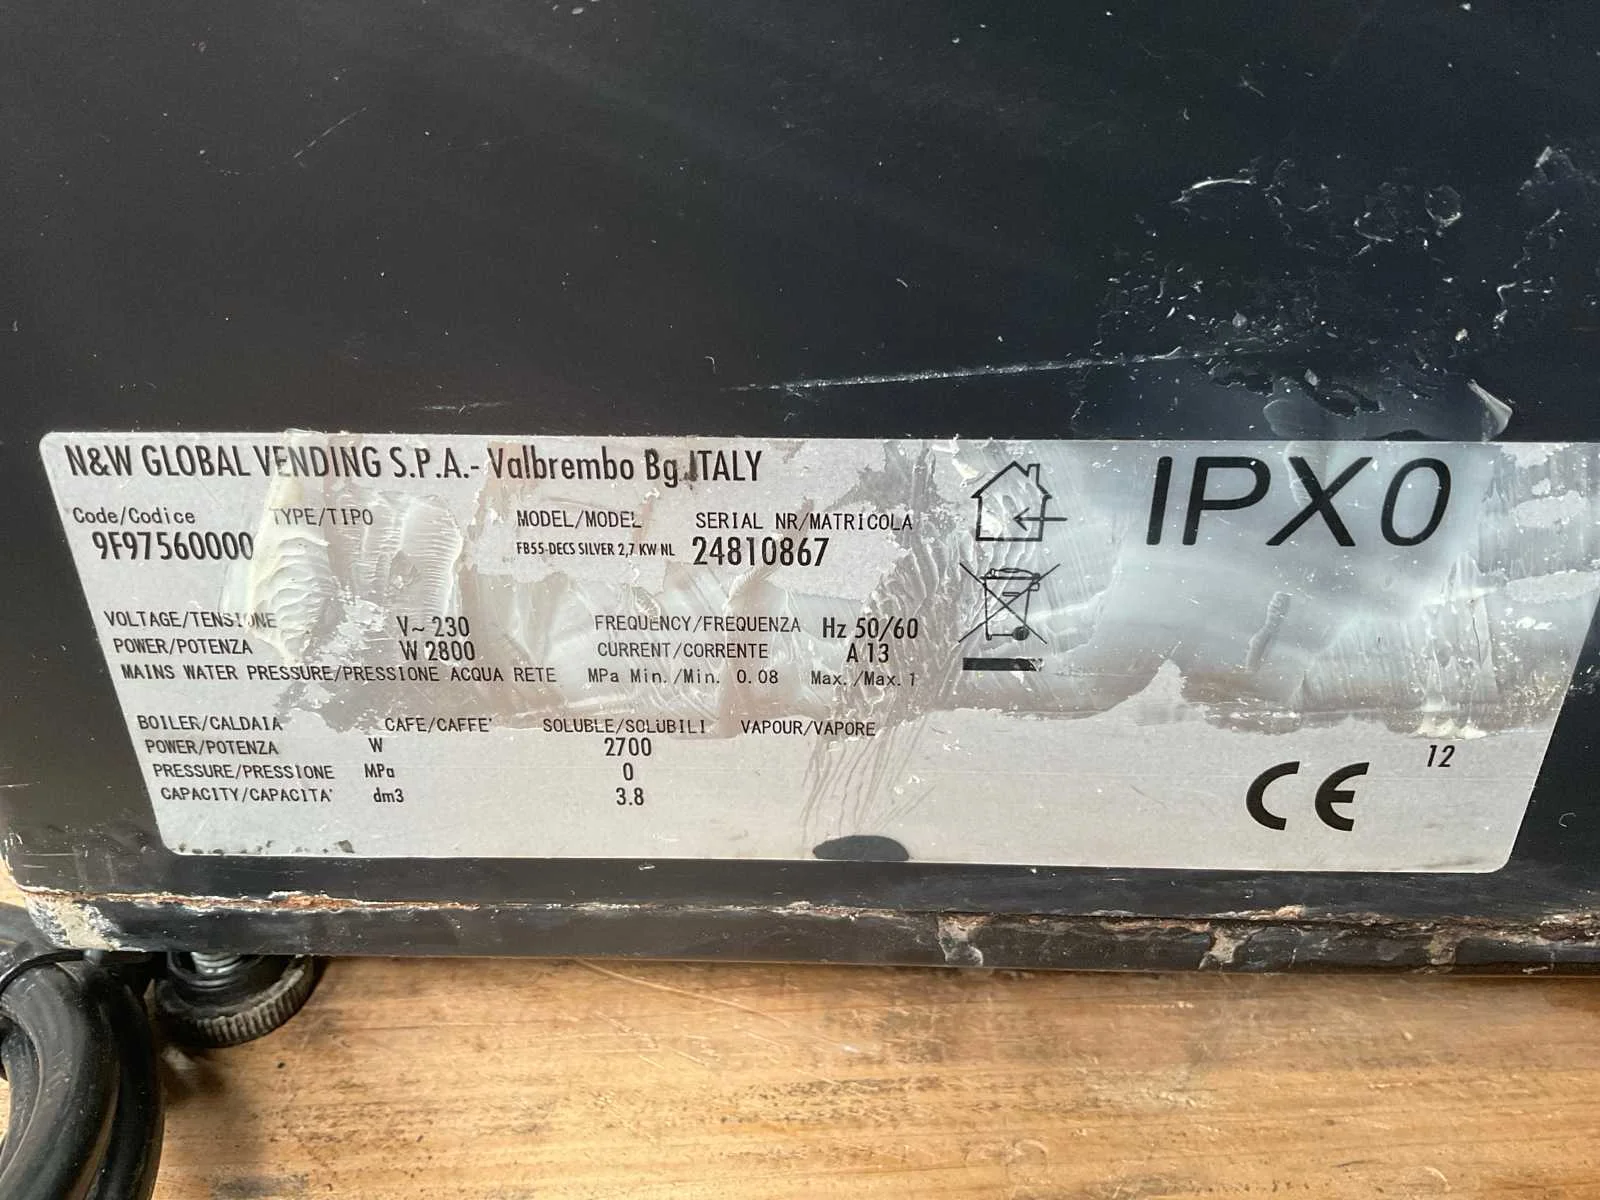 N&W GLOBAL VENDING S.P.A.- Valbrembo Bg.ITALY
Code/Codice TYPE/TIPO MODEL/MODEL SERIAL NR/MATRICOLA
9F97560000 FB55-DECS SILVER 2,7 KW NL 24810867
IPX0
VOLTAGE/TENSIONE V~ 230 FREQUENCY/FREQUENZA Hz 50/60
POWER/POTENZA W 2800 CURRENT/CORRENTE A 13
MAINS WATER PRESSURE/PRESSIONE ACQUA RETE MPa Min./Min. 0.08 Max./Max. 1
BOILER/CALDAIA CAFE/CAFFE' SOLUBLE/SOLUBILI VAPOUR/VAPORE
POWER/POTENZA W 2700
PRESSURE/PRESSIONE MPa 0
CAPACITY/CAPACITA' dm3 3.8
12
CE